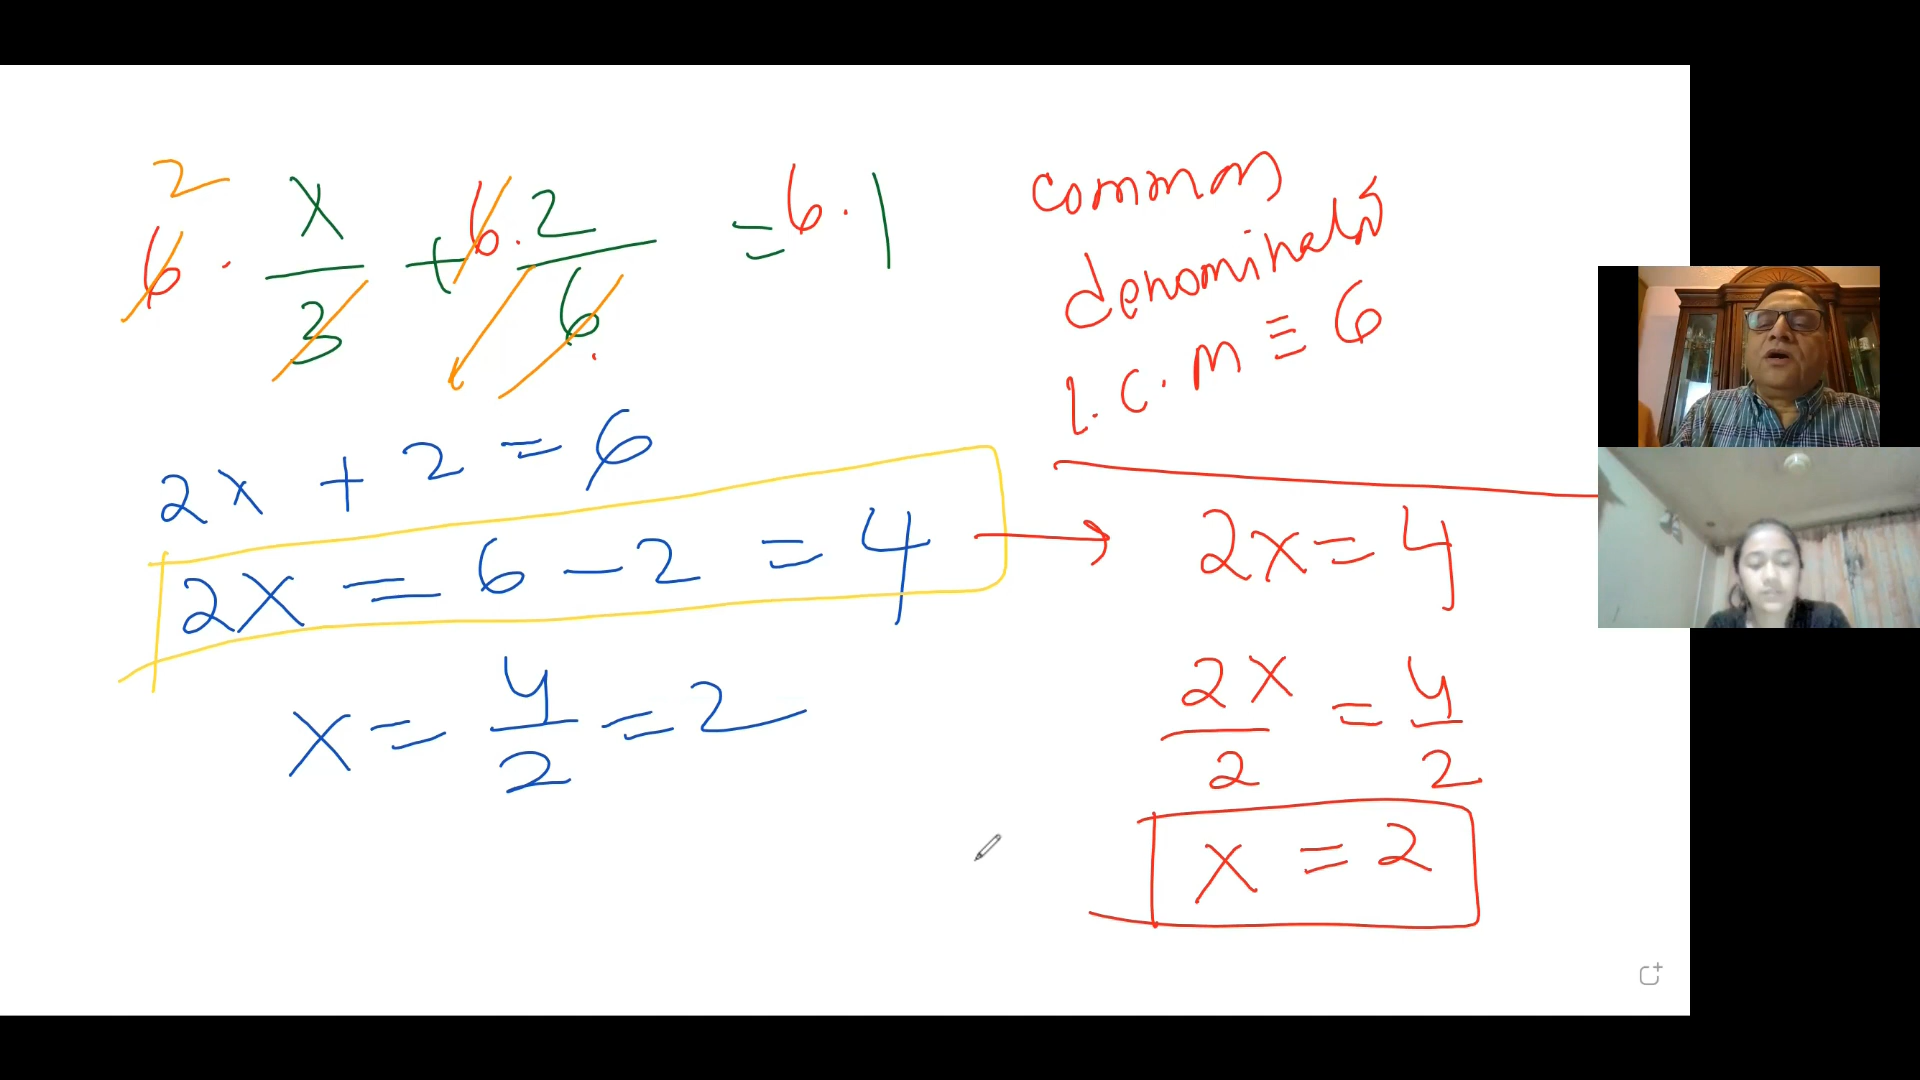 2
6 · x/3 + 6 · 2/6 = 6 · 1
2x + 2 = 6
2x = 6 - 2 = 4
x = 4/2 = 2
common
denominator
l.c.m ≡ 6
2x = 4
2x/2 = 4/2
x = 2